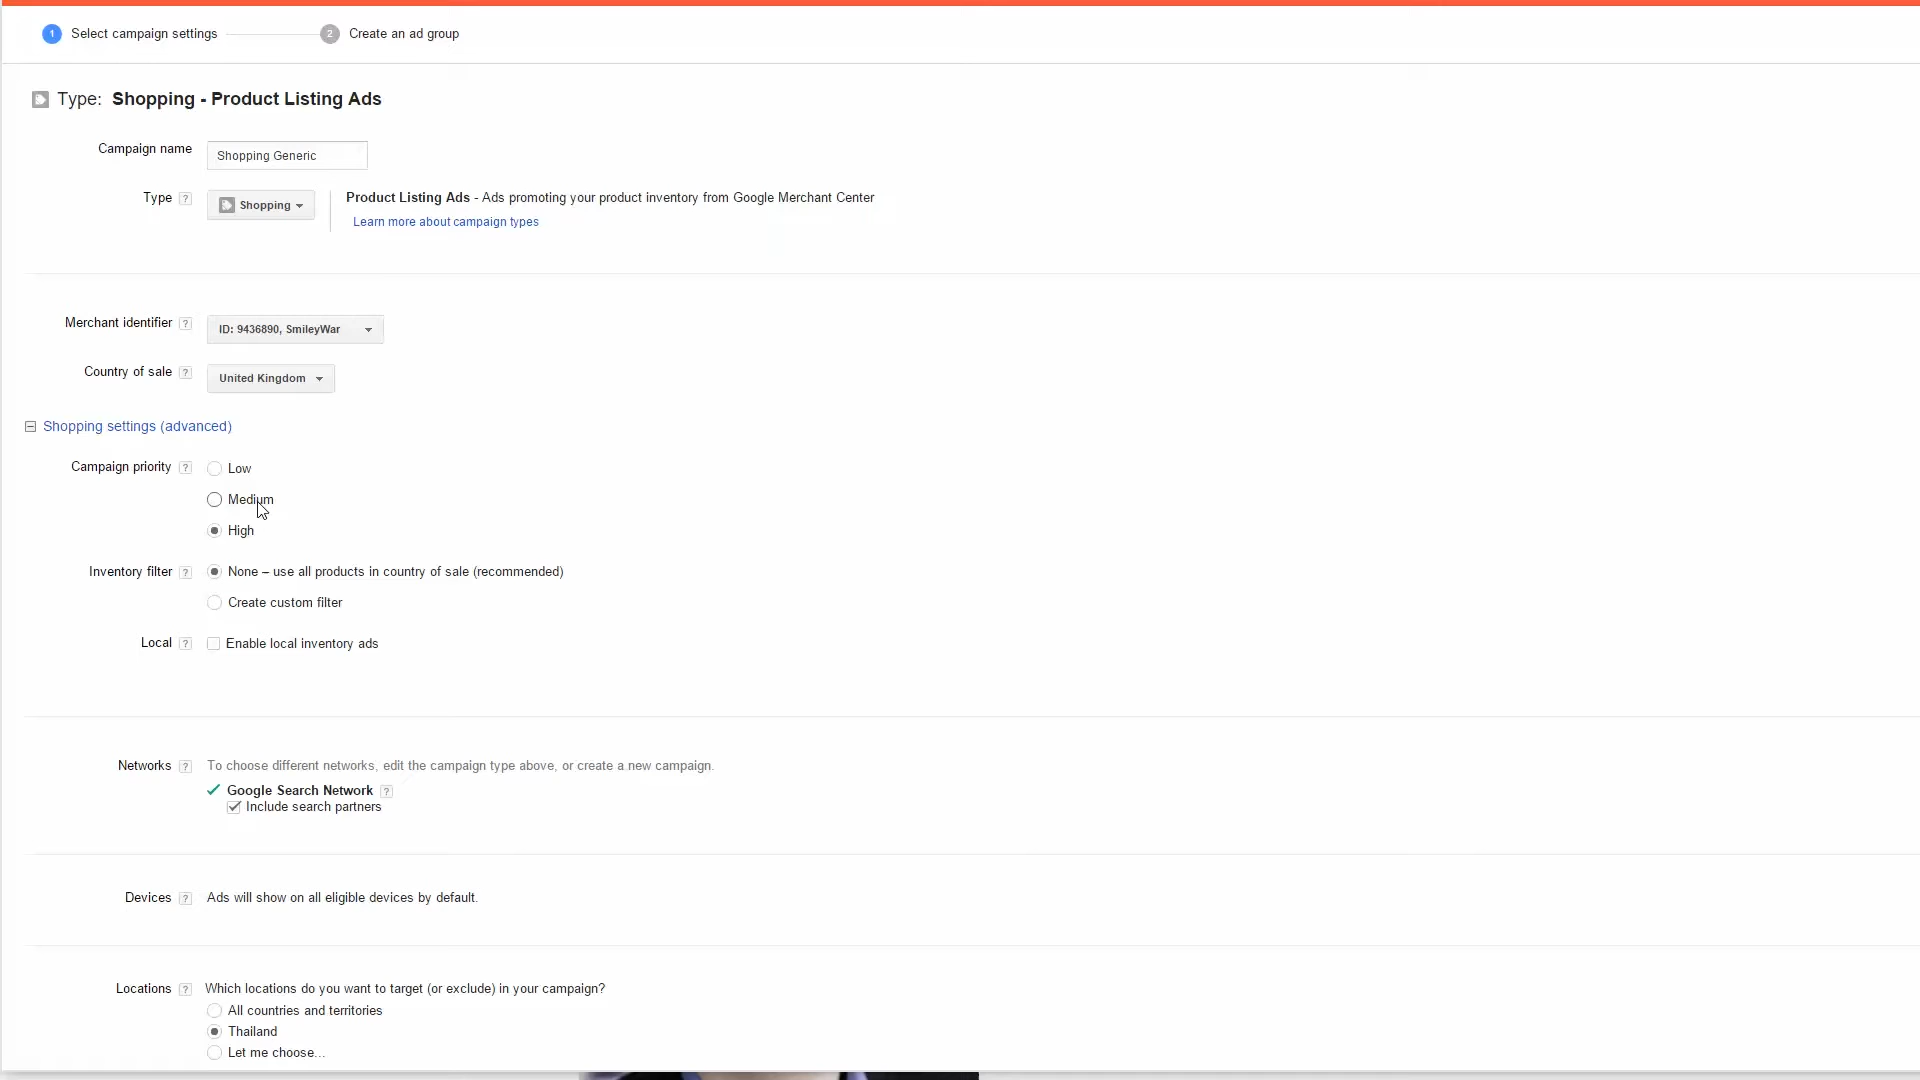 1 Select campaign settings 2 Create an ad group
Type: Shopping - Product Listing Ads
Campaign name Shopping Generic
Type ? Shopping Product Listing Ads - Ads promoting your product inventory from Google Merchant Center
Learn more about campaign types
Merchant identifier ? ID: 9436890, SmileyWar
Country of sale ? United Kingdom
Shopping settings (advanced)
Campaign priority ? Low
Medium
High
Inventory filter ? None – use all products in country of sale (recommended)
Create custom filter
Local ? Enable local inventory ads
Networks ? To choose different networks, edit the campaign type above, or create a new campaign.
Google Search Network ?
Include search partners
Devices ? Ads will show on all eligible devices by default.
Locations ? Which locations do you want to target (or exclude) in your campaign?
All countries and territories
Thailand
Let me choose...